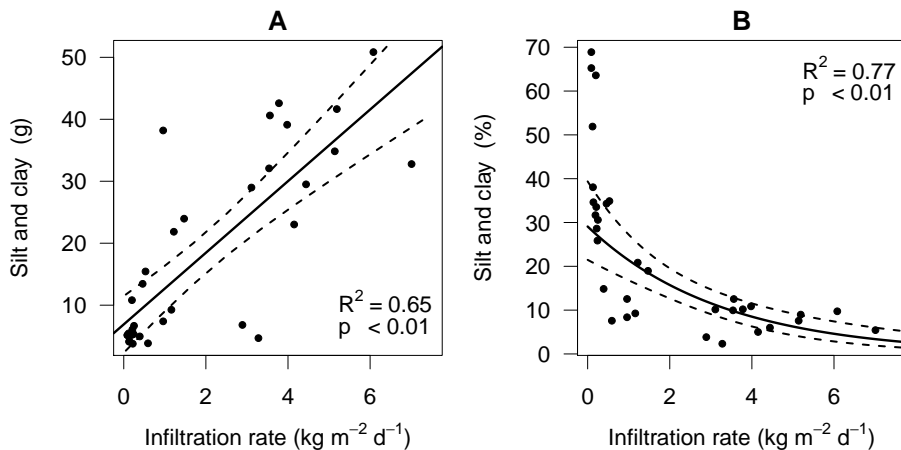 A
50
40
30
20
10
0
2
4
6
Silt and clay (g)
Infiltration rate (kg m⁻² d⁻¹)
R² = 0.65
p < 0.01
B
70
60
50
40
30
20
10
0
0
2
4
6
Silt and clay (%)
Infiltration rate (kg m⁻² d⁻¹)
R² = 0.77
p < 0.01